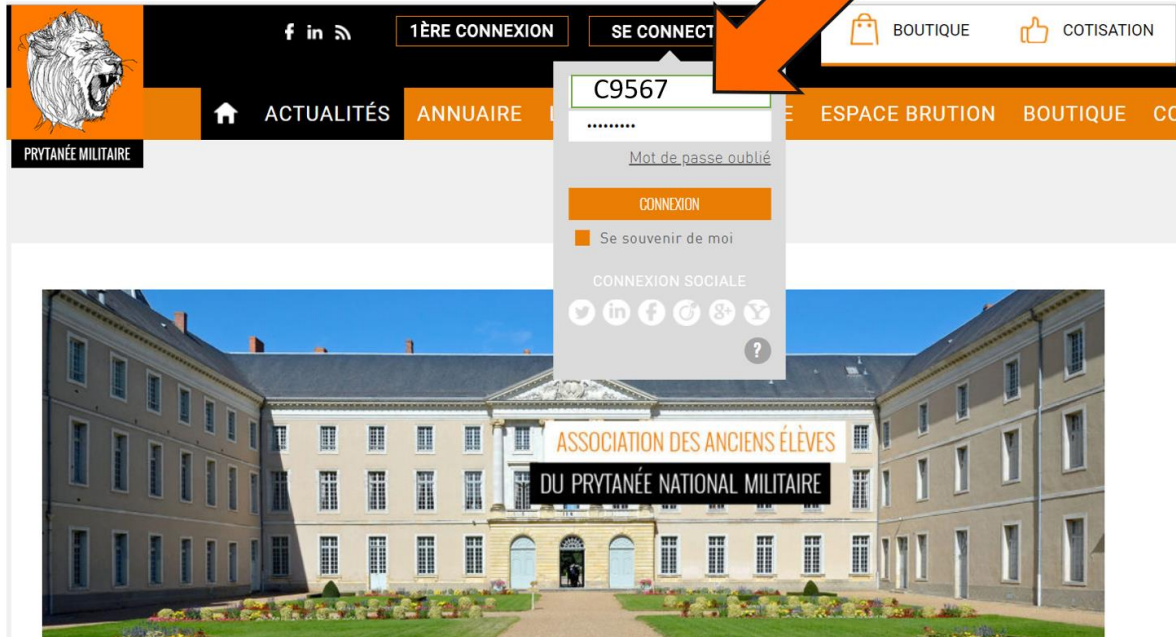 1ÈRE CONNEXION
SE CONNECT
BOUTIQUE
COTISATION
C9567
ACTUALITÉS
ANNUAIRE
ESPACE BRUTION
BOUTIQUE
PRYTANÉE MILITAIRE
Mot de passe oublié
CONNEXION
Se souvenir de moi
CONNEXION SOCIALE
?
ASSOCIATION DES ANCIENS ÉLÈVES
DU PRYTANÉE NATIONAL MILITAIRE